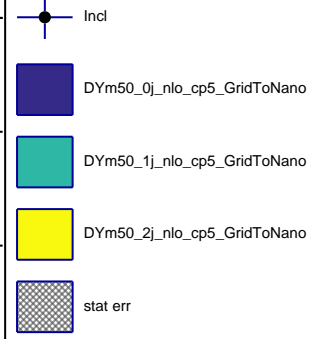 Incl
DYm50_0j_nlo_cp5_GridToNano
DYm50_1j_nlo_cp5_GridToNano
DYm50_2j_nlo_cp5_GridToNano
stat err